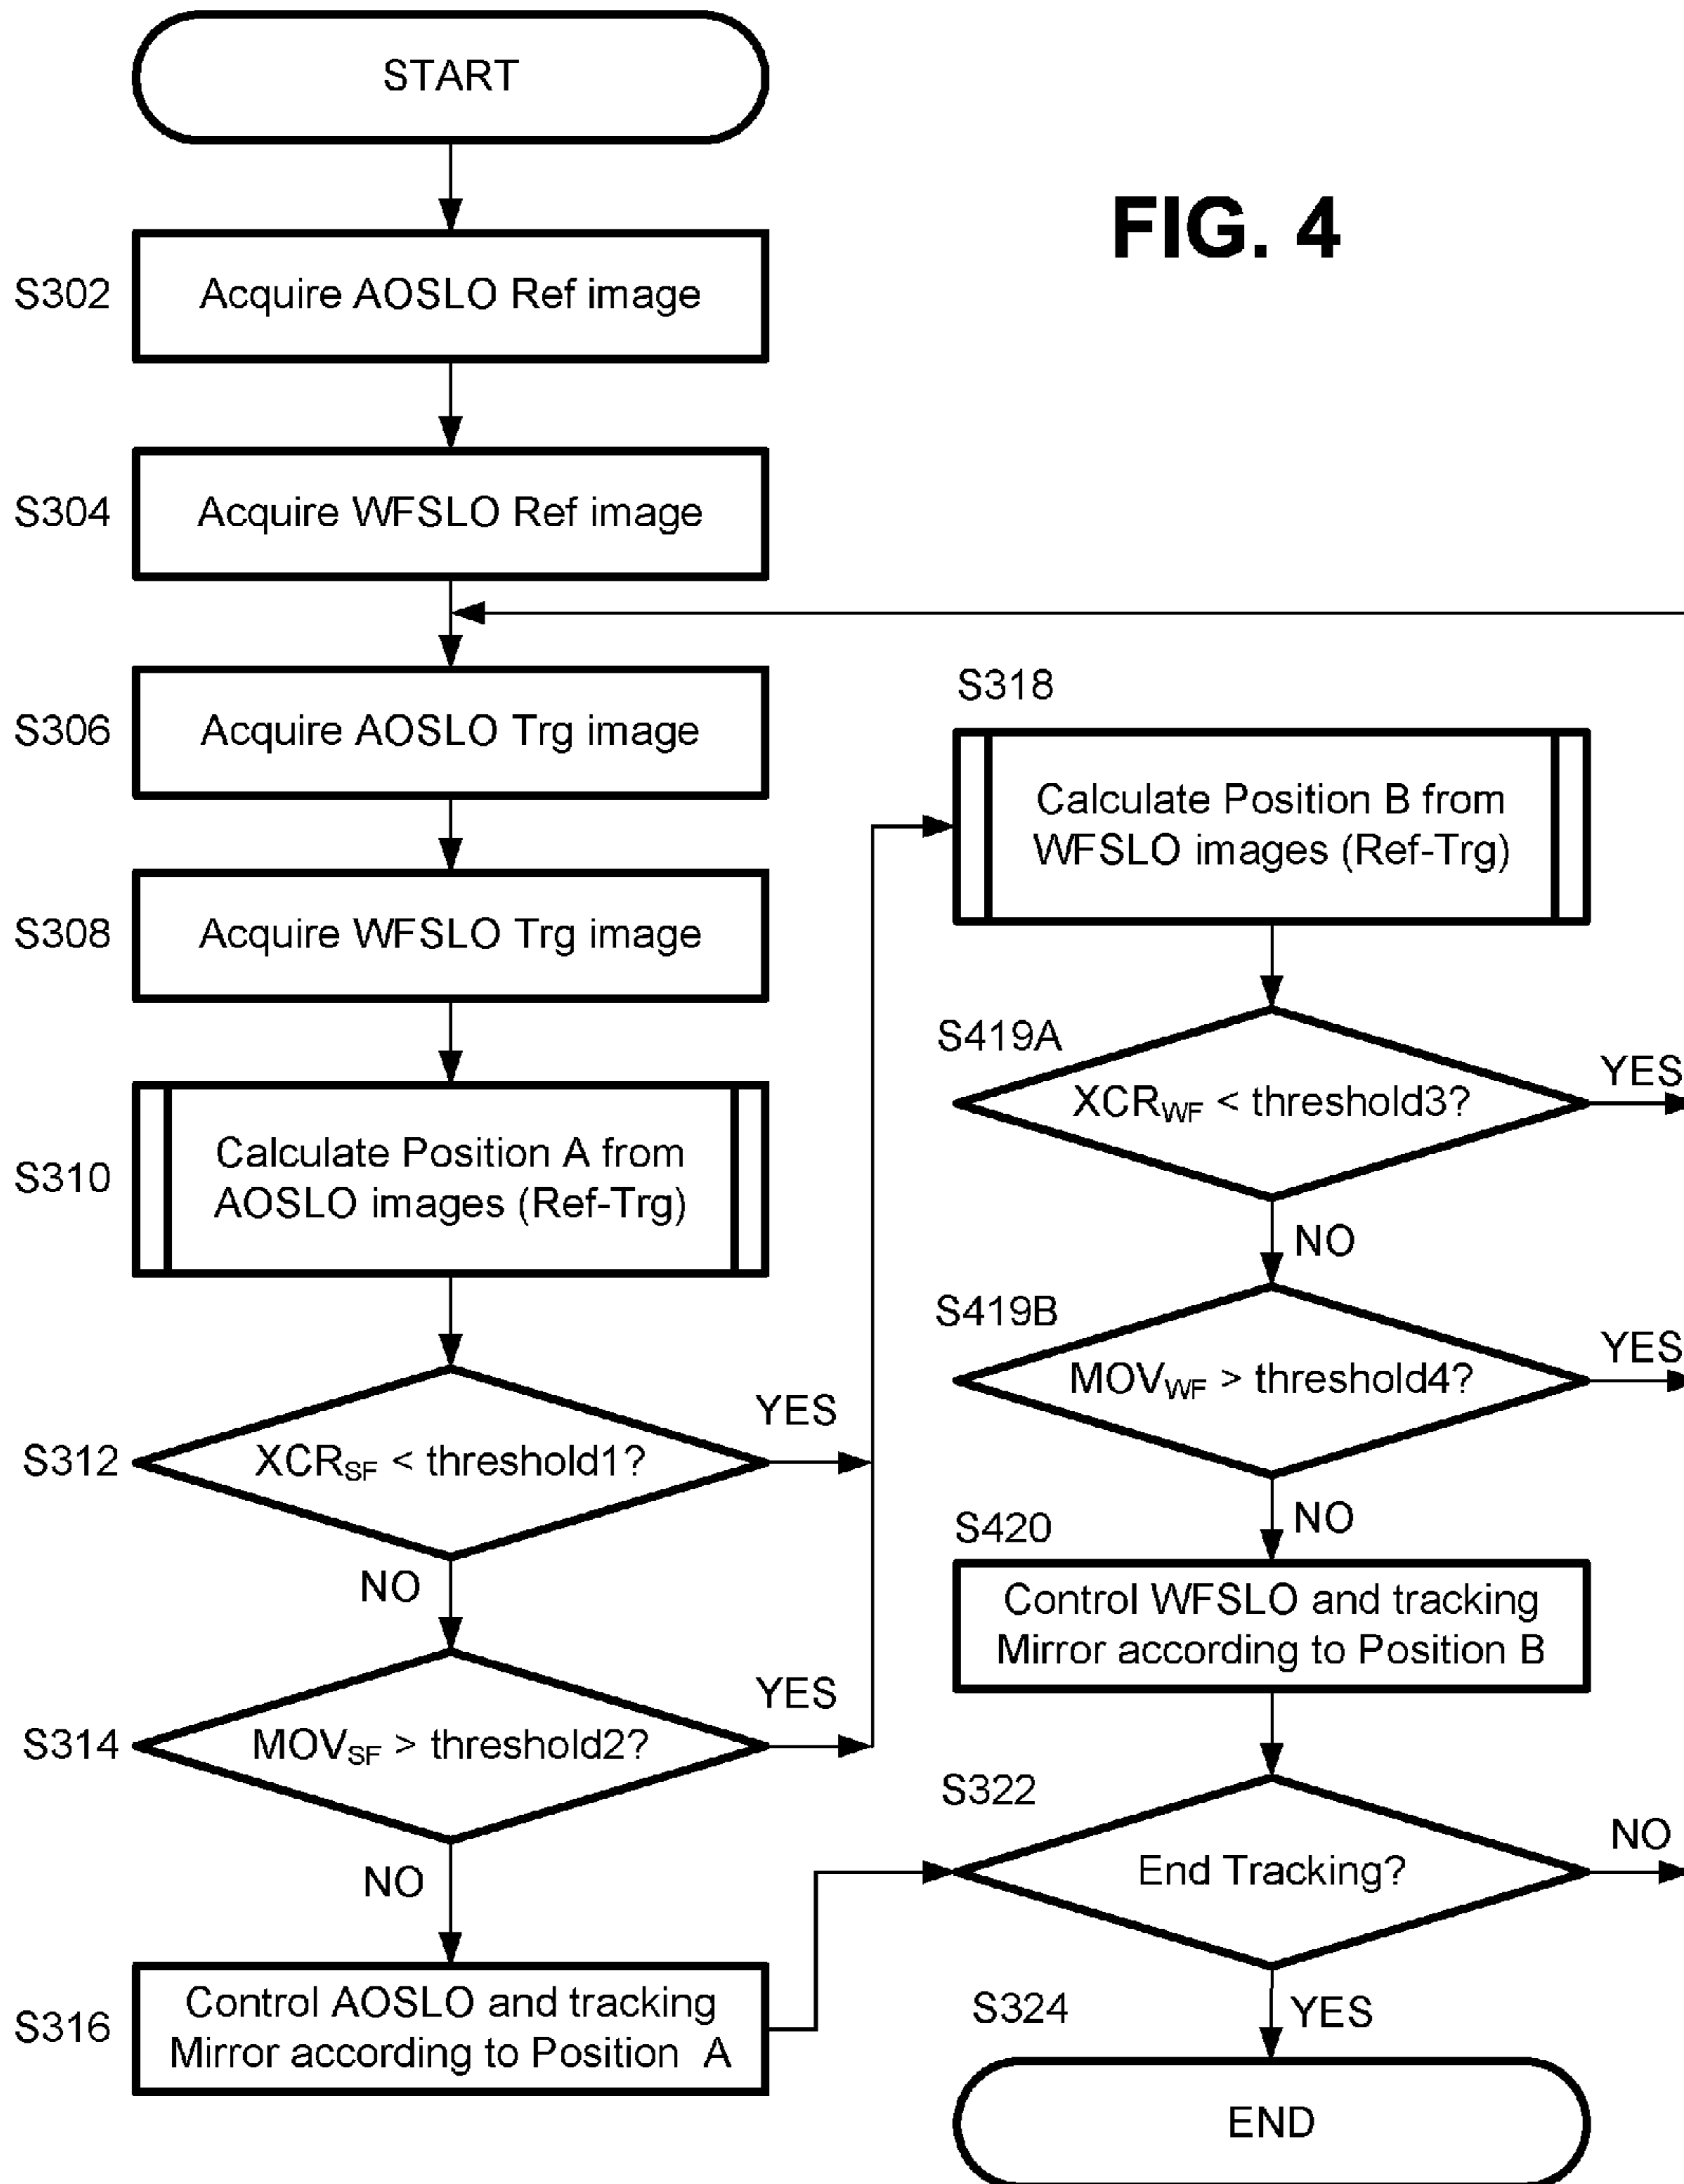 START
FIG. 4
S302
Acquire AOSLO Ref image
S304
Acquire WFSLO Ref image
S306
Acquire AOSLO Trg image
S308
Acquire WFSLO Trg image
S310
Calculate Position A from
AOSLO images (Ref-Trg)
S312
XCRSF < threshold1?
YES
NO
S314
MOVSF > threshold2?
YES
NO
S316
Control AOSLO and tracking
Mirror according to Position A
S318
Calculate Position B from
WFSLO images (Ref-Trg)
S419A
XCRWF < threshold3?
YES
NO
S419B
MOVWF > threshold4?
YES
NO
S420
Control WFSLO and tracking
Mirror according to Position B
S322
End Tracking?
NO
YES
S324
END